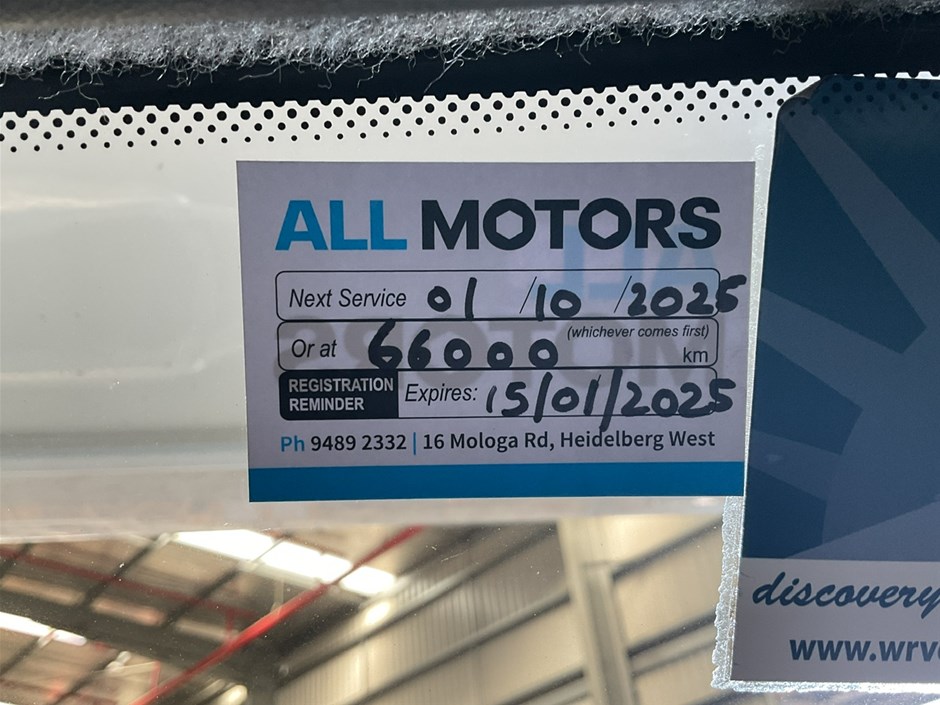 ALL MOTORS
Next Service 01 / 10 / 2025
(whichever comes first)
Or at 66000 km
REGISTRATION REMINDER Expires: 15/01/2025
Ph 9489 2332 | 16 Mologa Rd, Heidelberg West
discovery
www.wrv